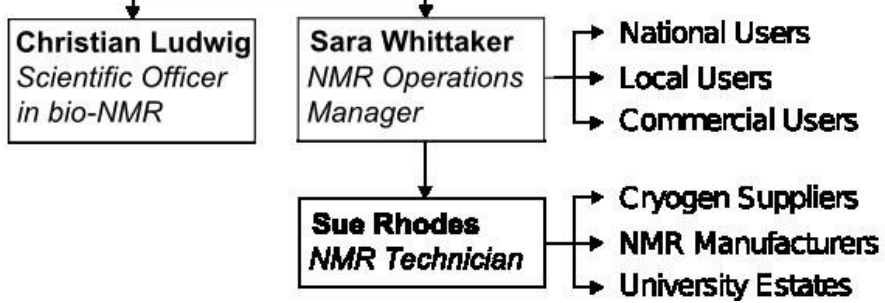 Christian Ludwig
Scientific Officer
in bio-NMR
Sara Whittaker
NMR Operations
Manager
National Users
Local Users
Commercial Users
Sue Rhodes
NMR Technician
Cryogen Suppliers
NMR Manufacturers
University Estates